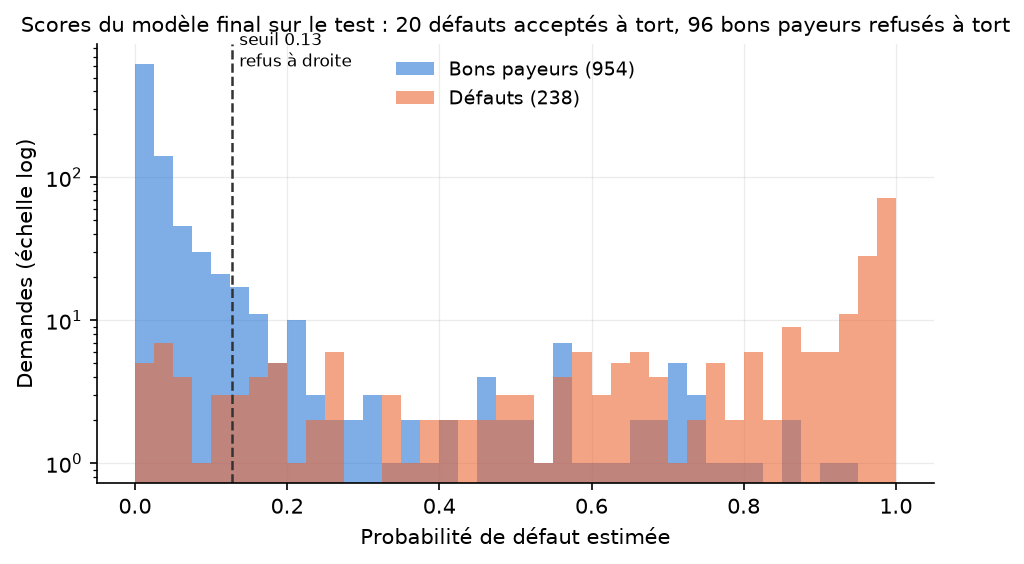 Scores du modèle final sur le test : 20 défauts acceptés à tort, 96 bons payeurs refusés à tort
seuil 0.13
refus à droite
Bons payeurs (954)
Défauts (238)
Demandes (échelle log)
10²
10¹
10⁰
0.0 0.2 0.4 0.6 0.8 1.0
Probabilité de défaut estimée